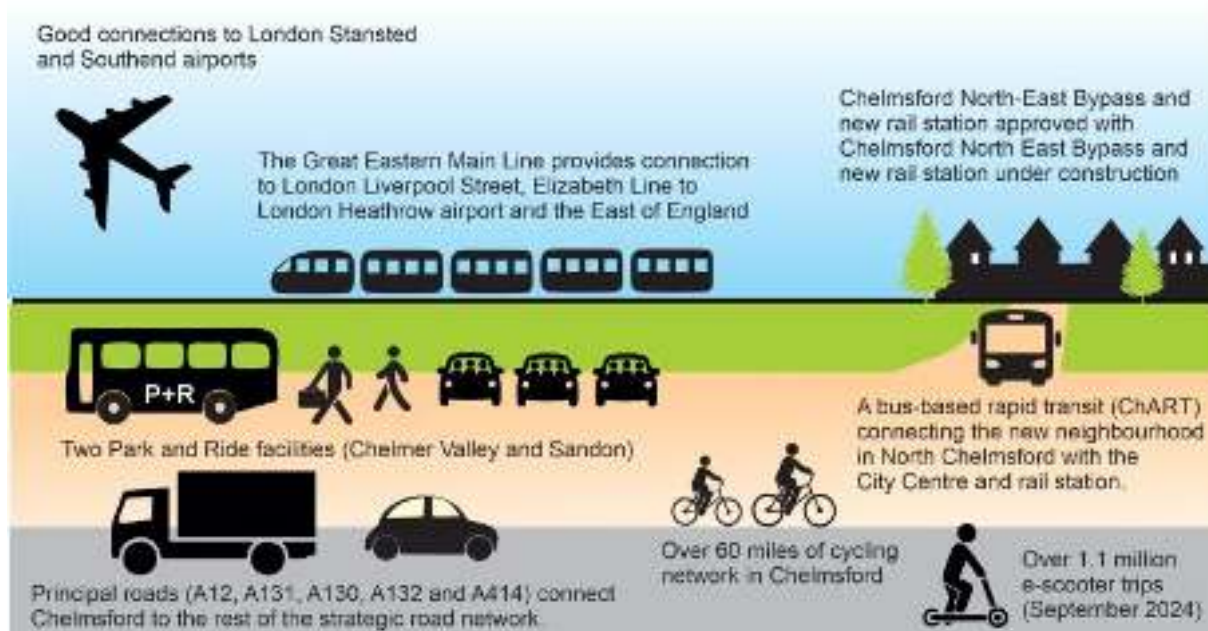 Good connections to London Stansted
and Southend airports
The Great Eastern Main Line provides connection
to London Liverpool Street, Elizabeth Line to
London Heathrow airport and the East of England
Chelmsford North-East Bypass and
new rail station approved with
Chelmsford North East Bypass and
new rail station under construction
P+R
Two Park and Ride facilities (Chelmer Valley and Sandon)
A bus-based rapid transit (ChART)
connecting the new neighbourhood
in North Chelmsford with the
City Centre and rail station.
Principal roads (A12, A131, A130, A132 and A414) connect
Chelmsford to the rest of the strategic road network
Over 60 miles of cycling
network in Chelmsford
Over 1.1 million
e-scooter trips
(September 2024)